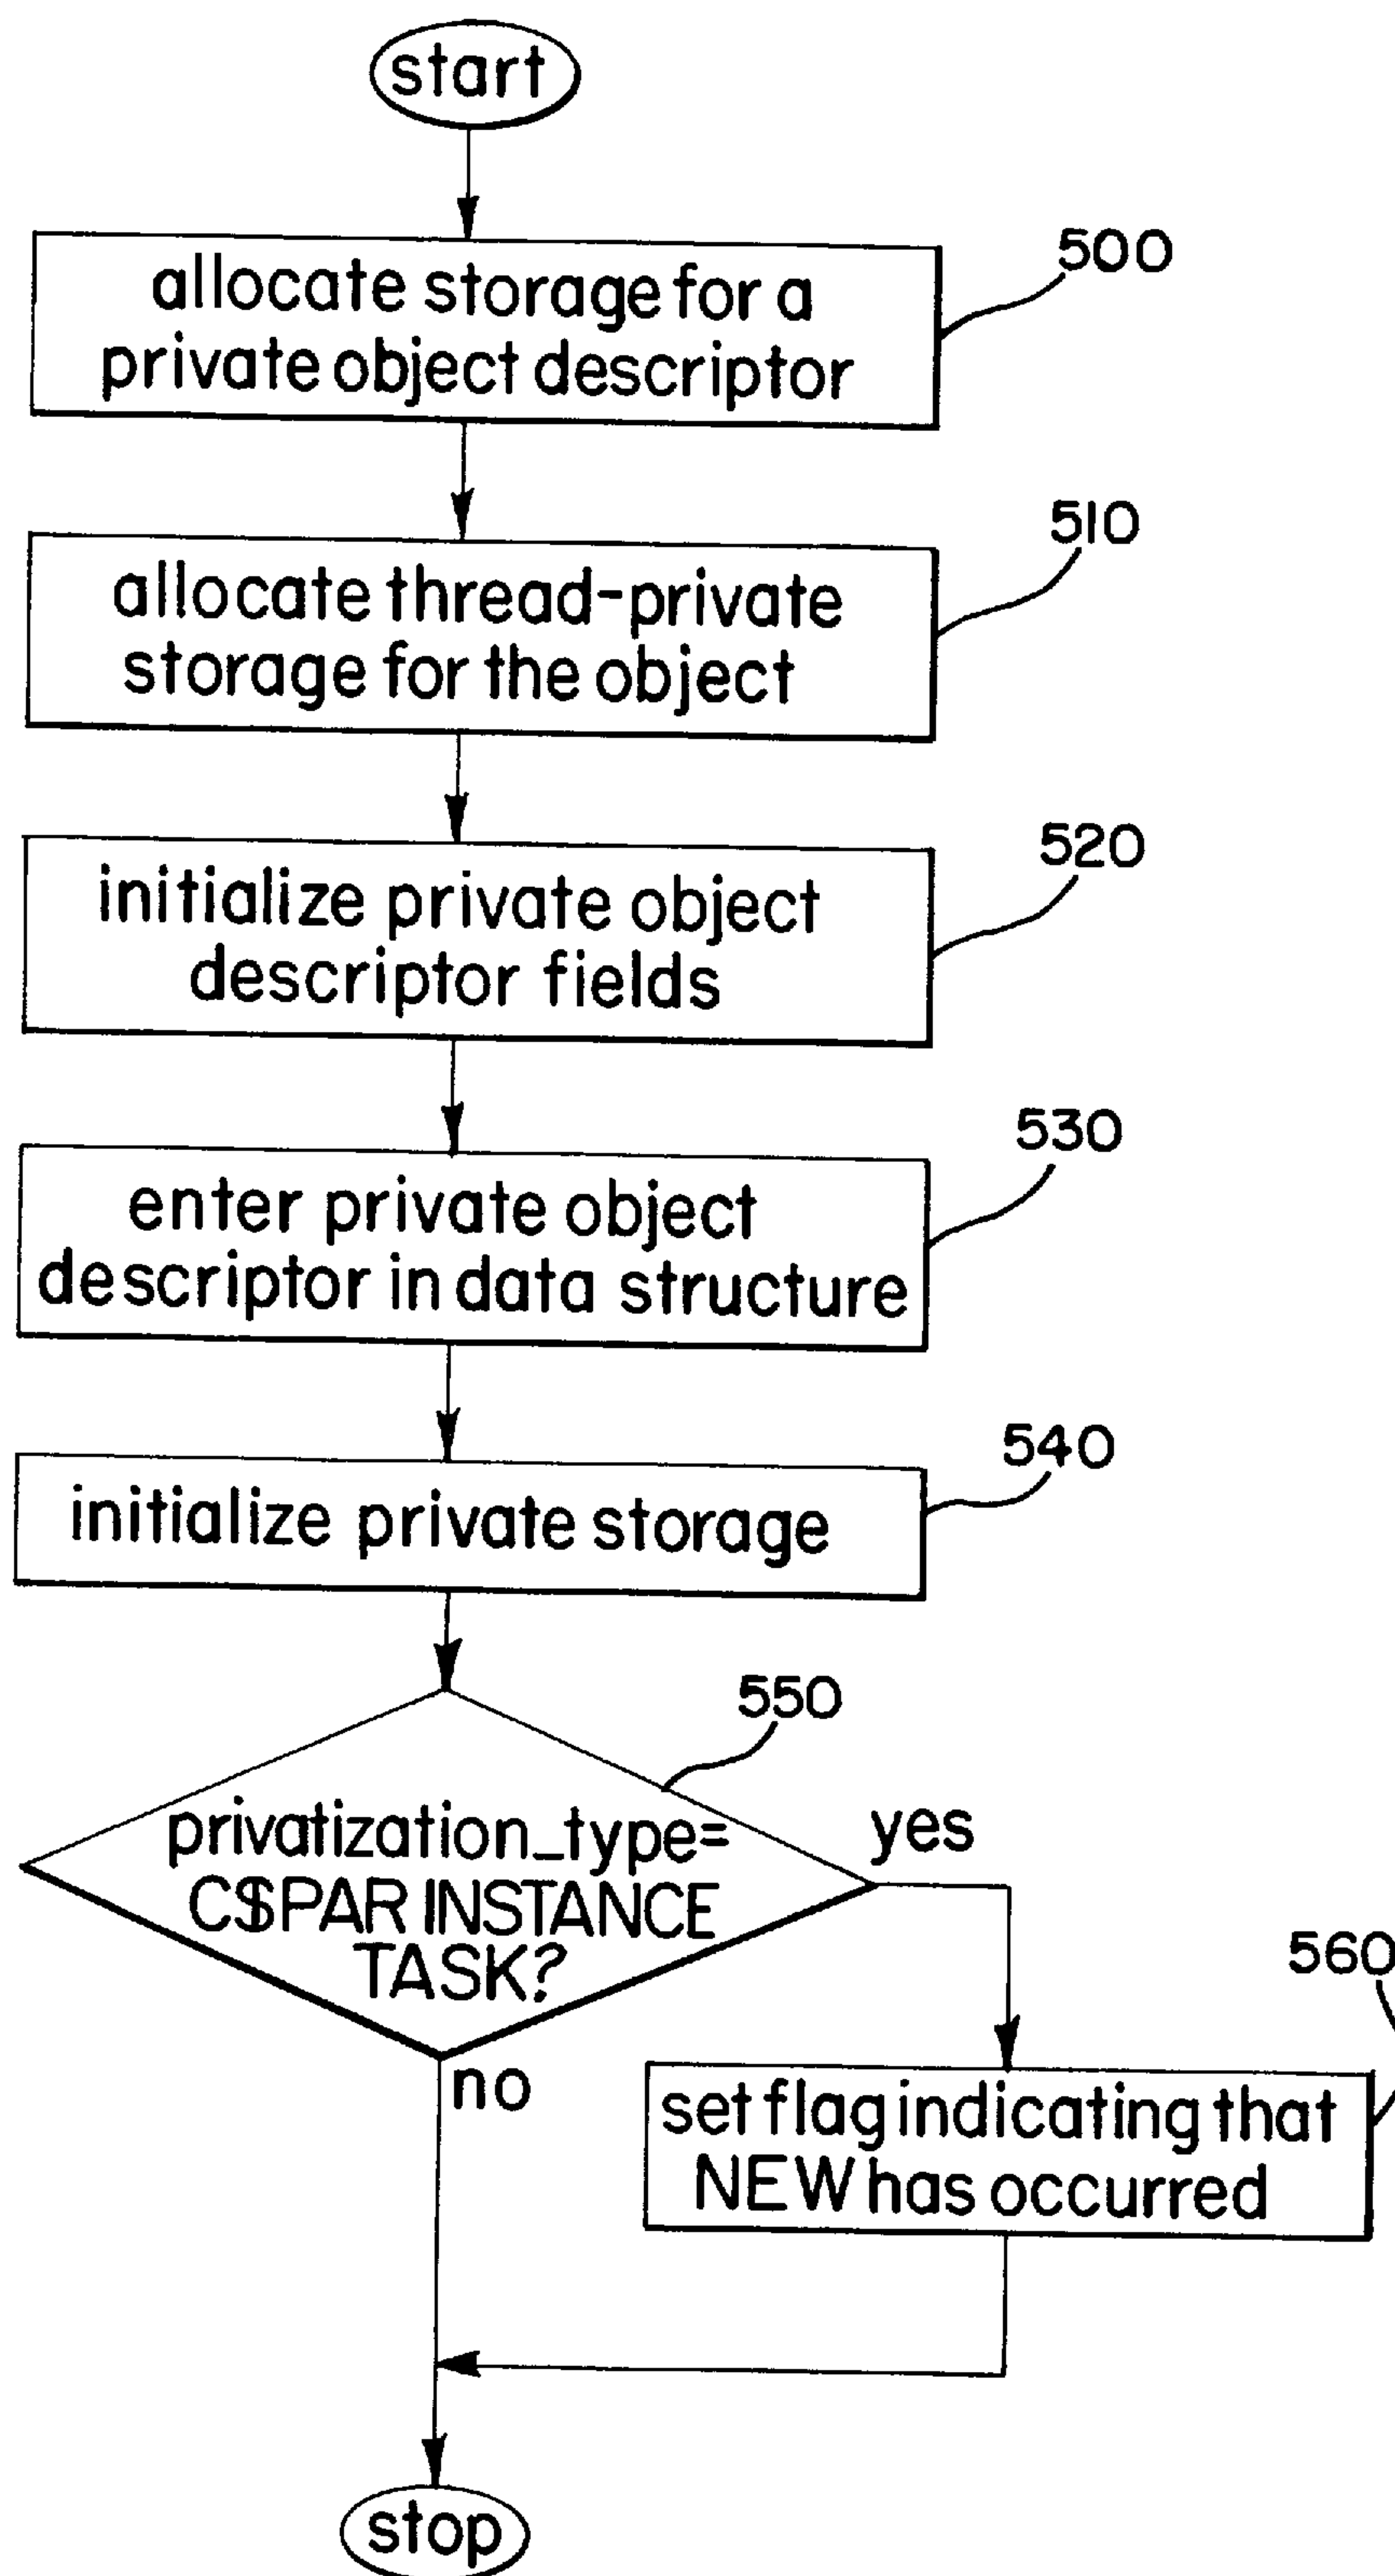 start
500
allocate storage for a
private object descriptor
510
allocate thread-private
storage for the object
520
initialize private object
descriptor fields
530
enter private object
descriptor in data structure
540
initialize private storage
550
privatization_type=
C$PAR INSTANCE
TASK?
yes
no
560
set flag indicating that
NEW has occurred
stop